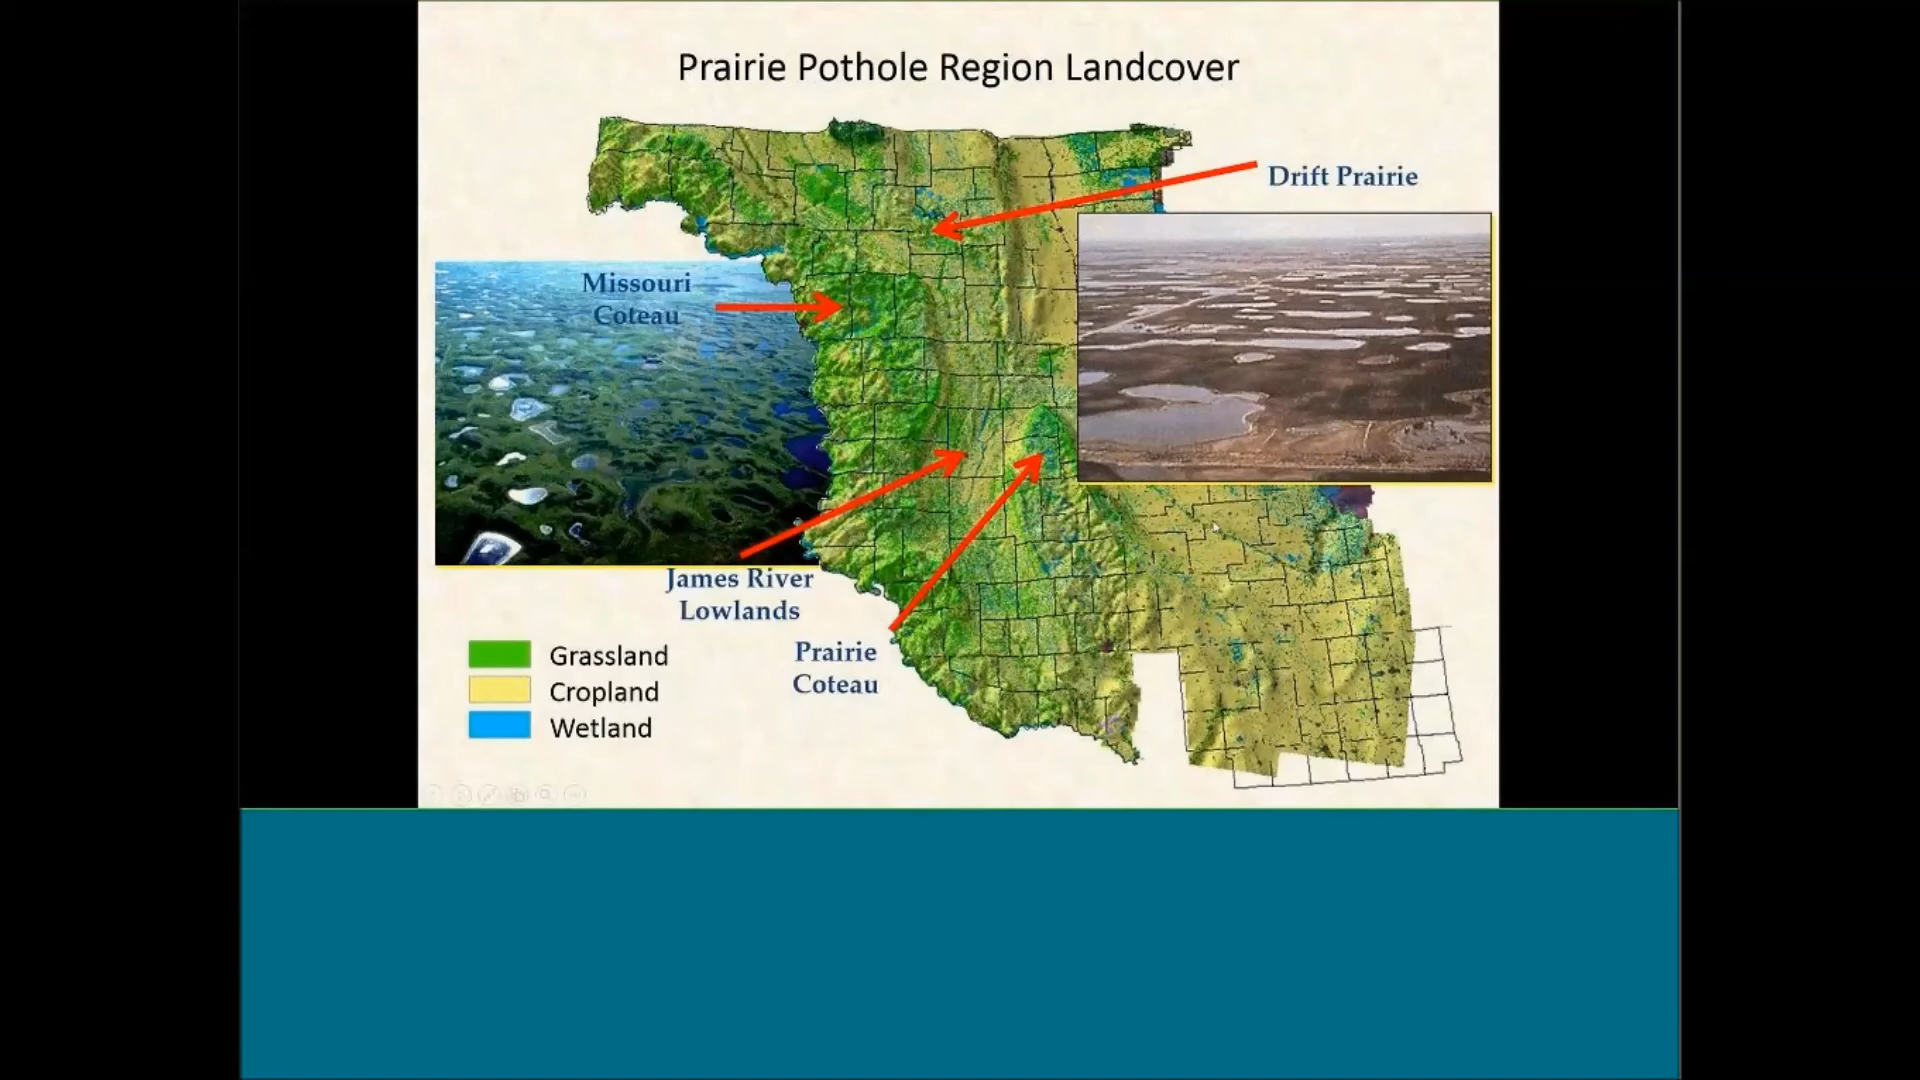 Prairie Pothole Region Landcover
Drift Prairie
Missouri
Coteau
James River
Lowlands
Prairie
Coteau
Grassland
Cropland
Wetland